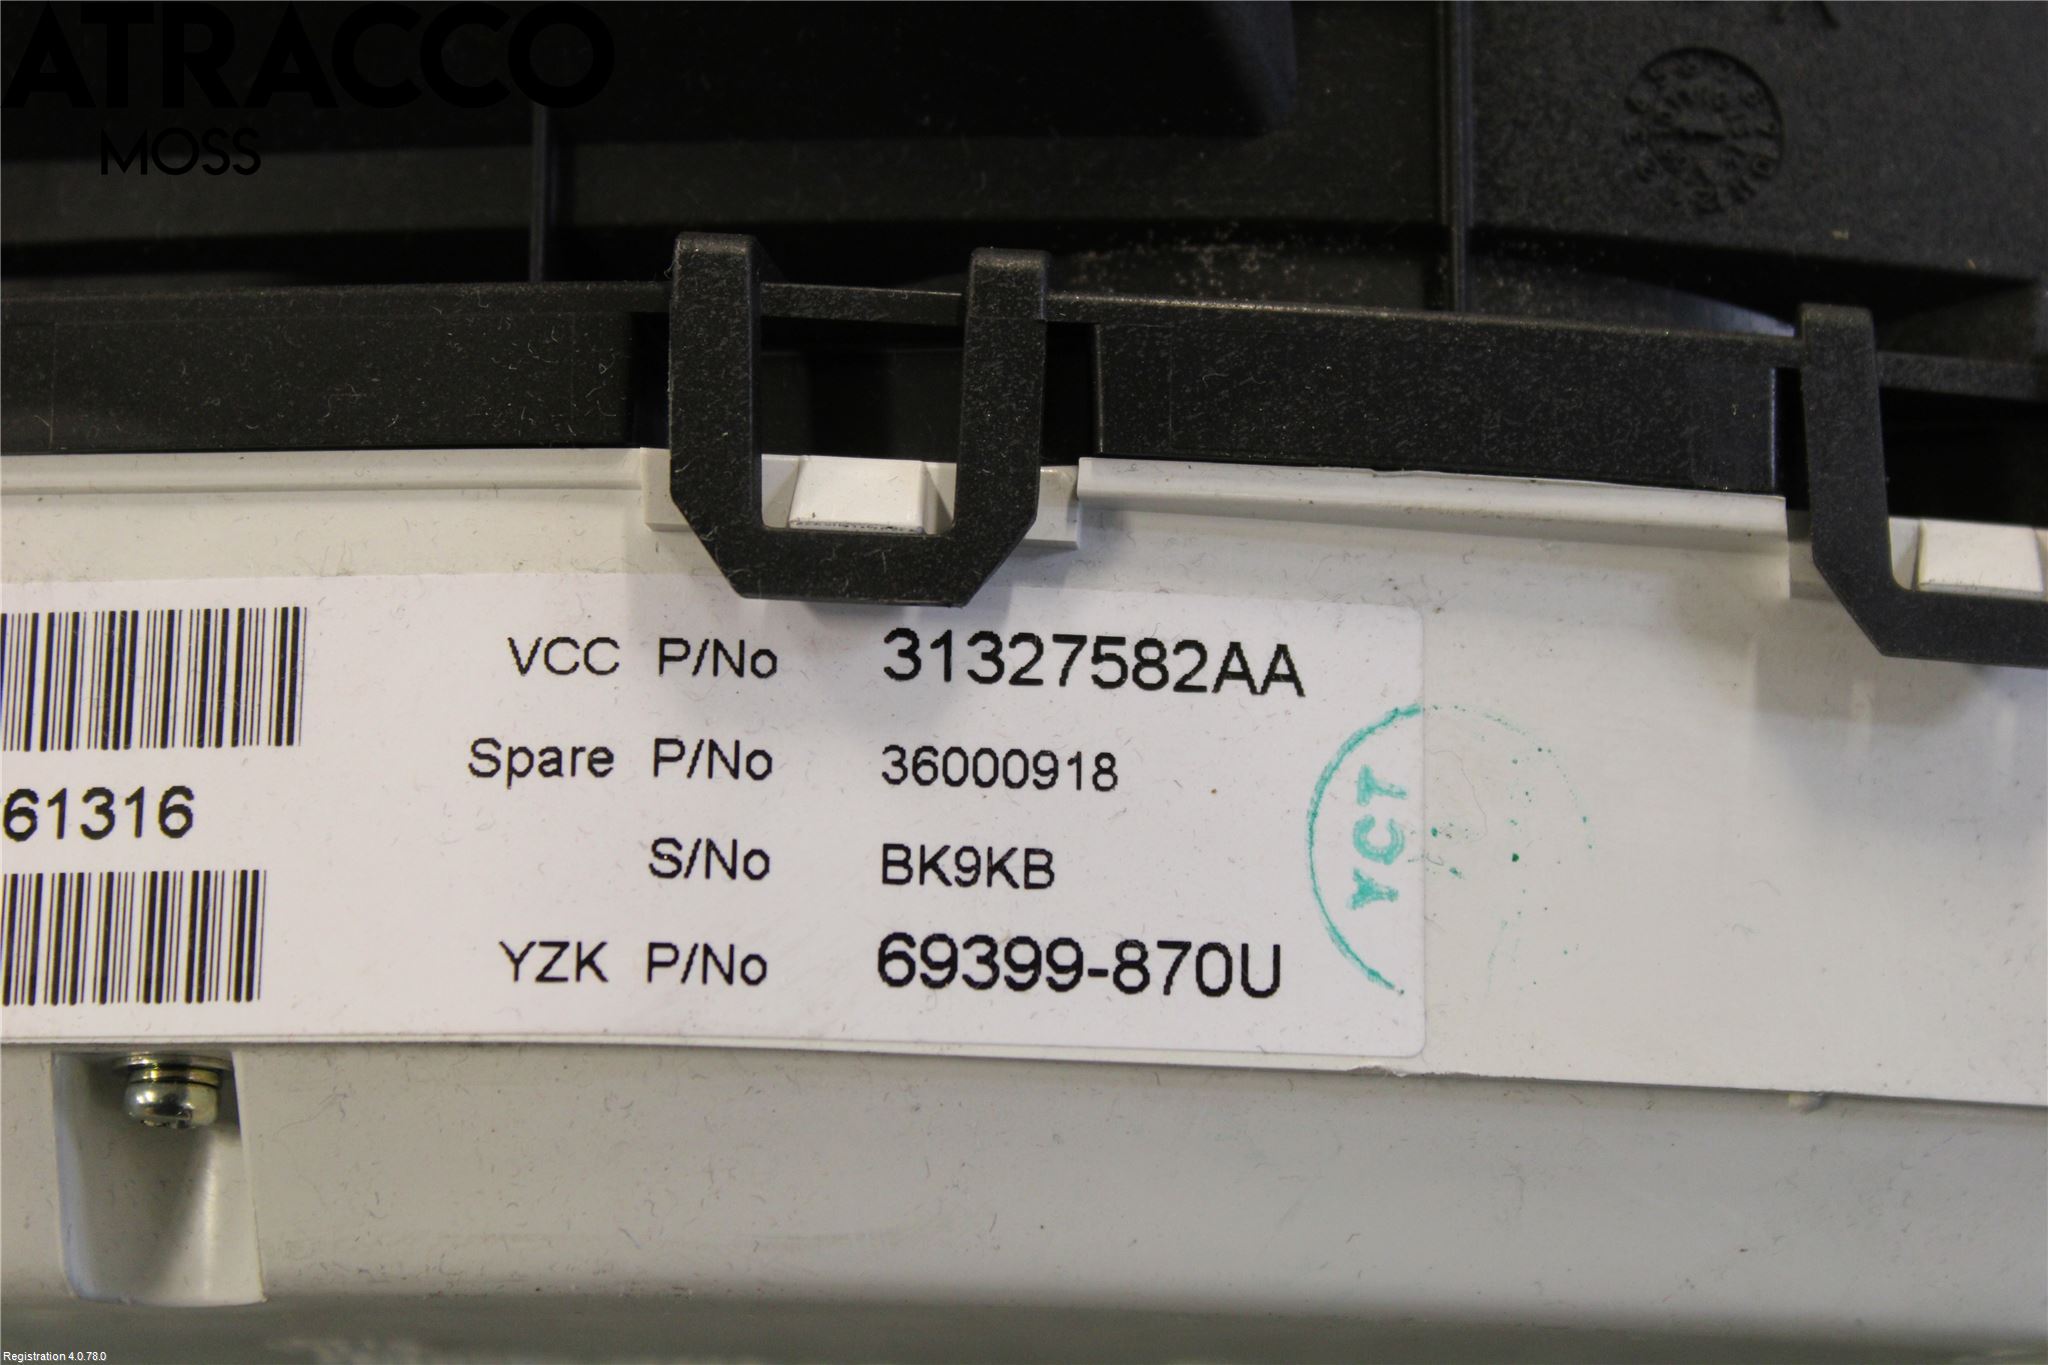 ATRACCO
MOSS
VCC P/No 31327582AA
Spare P/No 36000918
61316
S/No BK9KB
YZK P/No 69399-870U
YCT
Registration 4.0.78.0